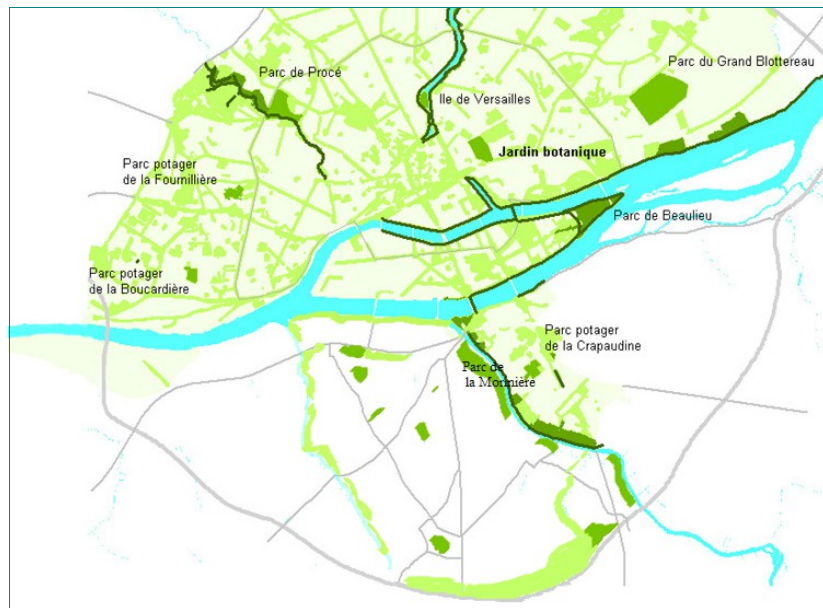 Parc de Procé
Parc du Grand Blottereau
Ile de Versailles
Jardin botanique
Parc potager
de la Fournillière
Parc de Beaulieu
Parc potager
de la Boucardière
Parc potager
de la Crapaudine
Parc de
la Morinière